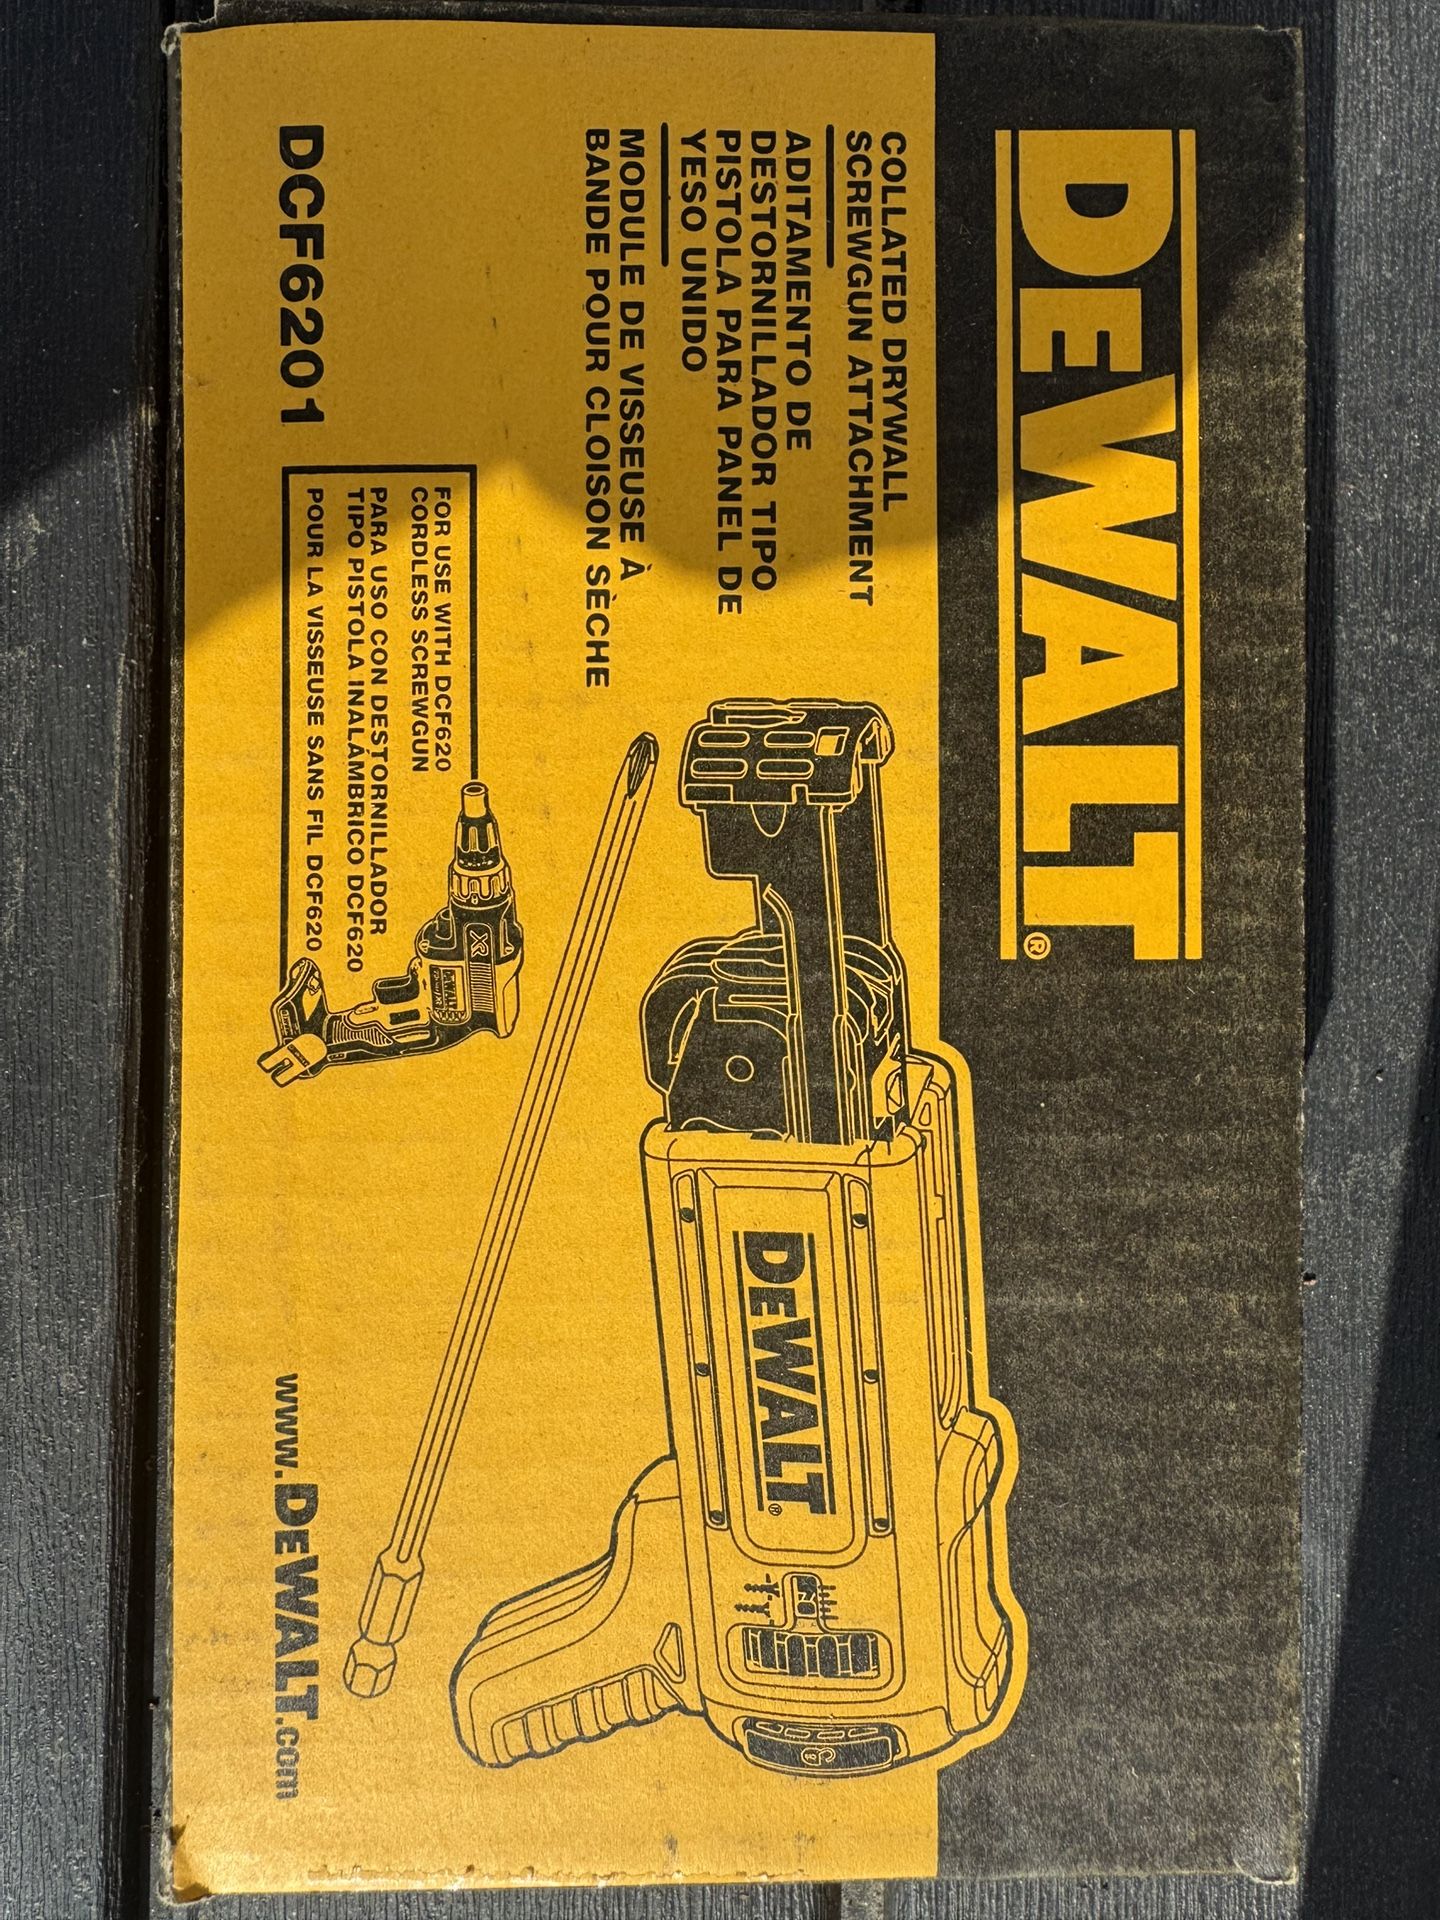 DEWALT®
COLLATED DRYWALL
SCREWGUN ATTACHMENT
ADITAMENTO DE
DESTORNILLADOR TIPO
PISTOLA PARA PANEL DE
YESO UNIDO
MODULE DE VISSEUSE À
BANDE POUR CLOISON SÈCHE
DEWALT®
FOR USE WITH DCF620
CORDLESS SCREWGUN
PARA USO CON DESTORNILLADOR
TIPO PISTOLA INALÁMBRICO DCF620
POUR LA VISSEUSE SANS FIL DCF620
XR
DEWALT
DCF6201
www.DEWALT.com